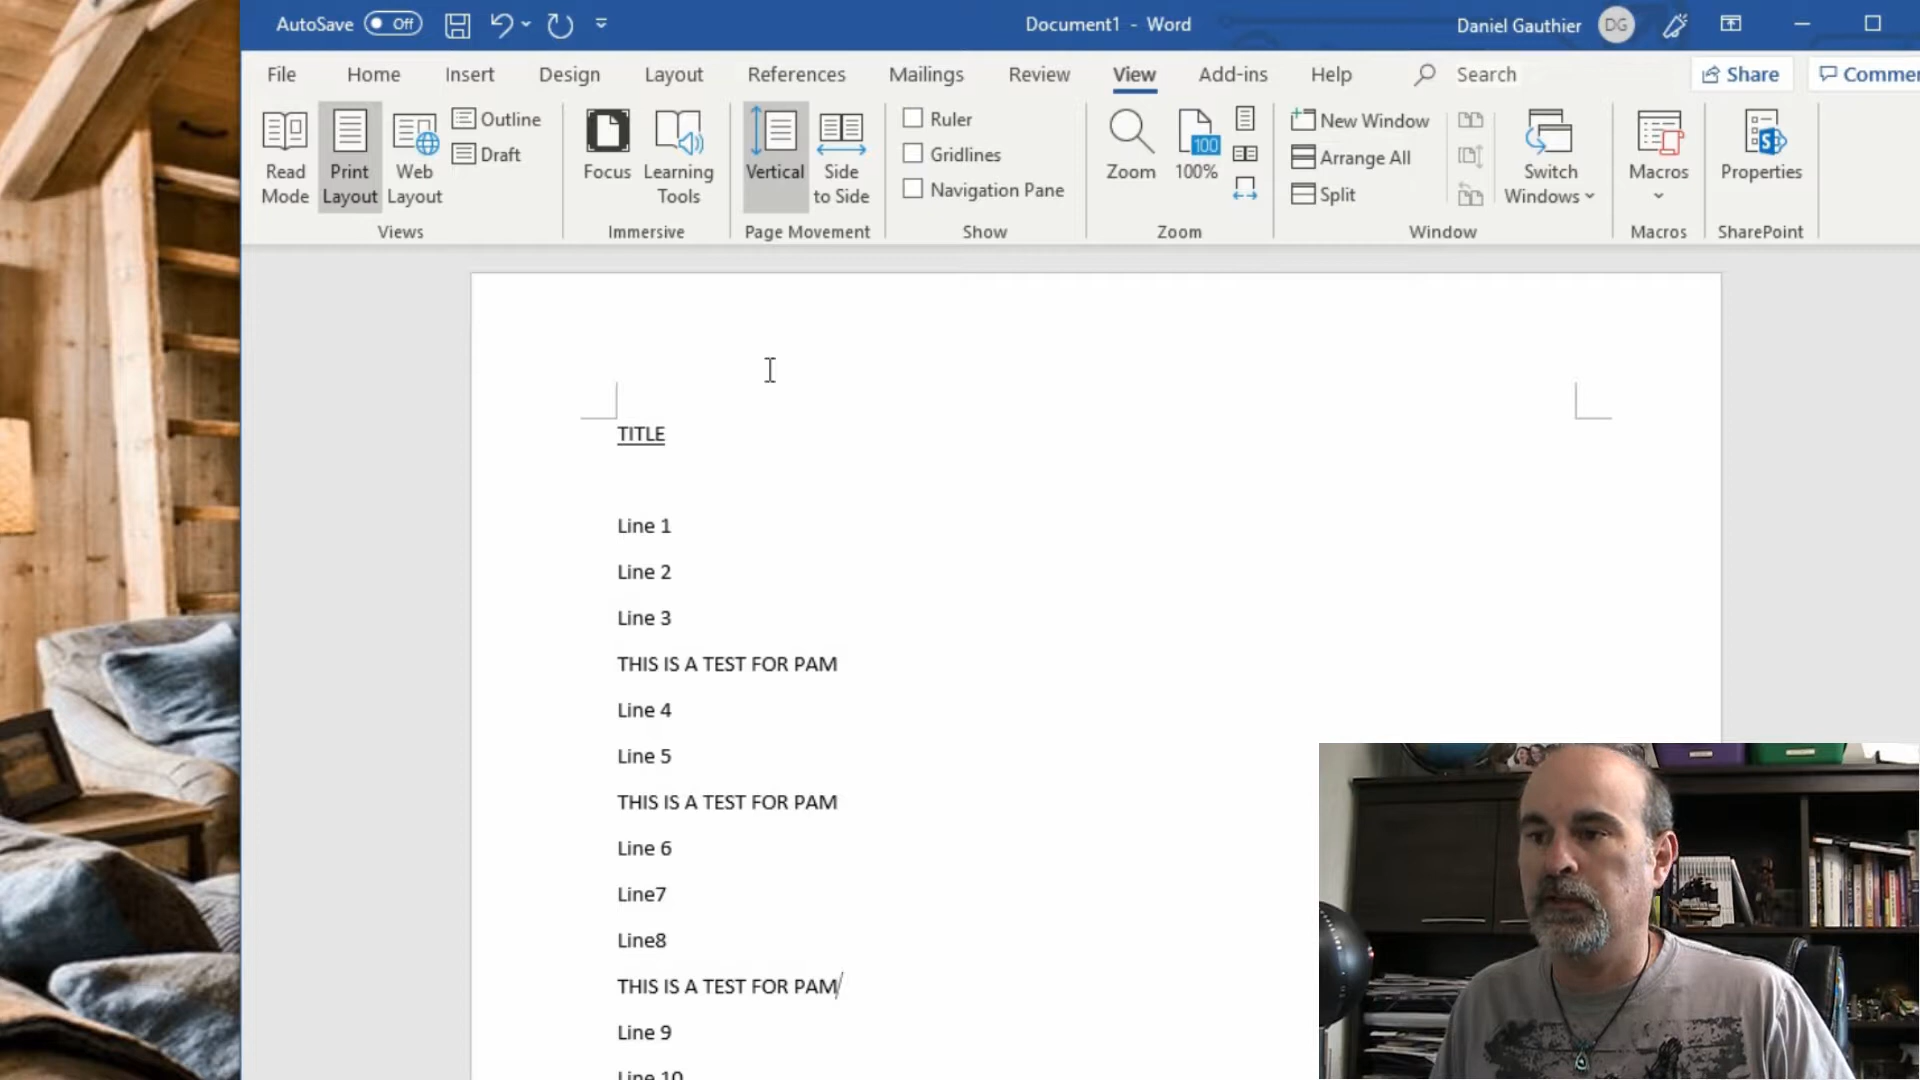 AutoSave Off Document1 - Word Daniel Gauthier DG
File Home Insert Design Layout References Mailings Review View Add-ins Help Search Share Commen
Read Mode
Print Layout
Web Layout
Outline
Draft
Views
Focus
Learning Tools
Immersive
Vertical
Side to Side
Page Movement
Ruler
Gridlines
Navigation Pane
Show
Zoom
100
100%
Zoom
New Window
Arrange All
Split
Switch Windows
Window
Macros
Macros
S
Properties
SharePoint
TITLE
Line 1
Line 2
Line 3
THIS IS A TEST FOR PAM
Line 4
Line 5
THIS IS A TEST FOR PAM
Line 6
Line7
Line8
THIS IS A TEST FOR PAM
Line 9
Line 10